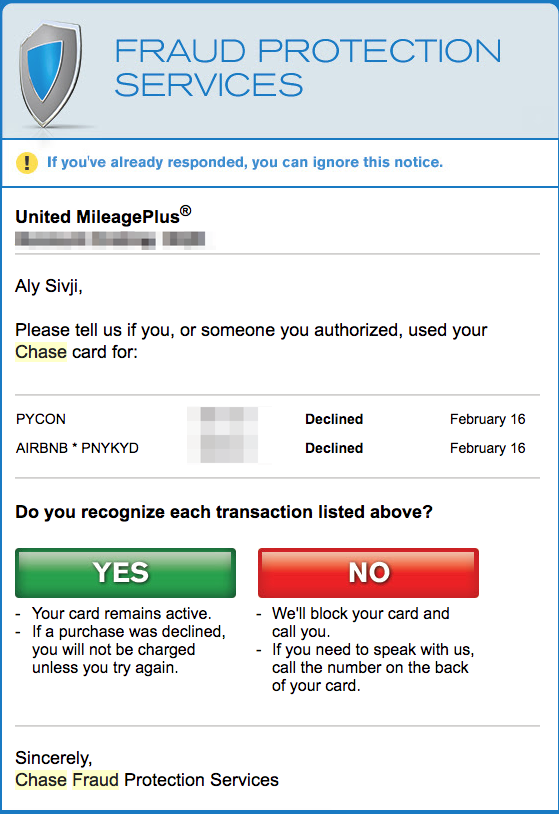 FRAUD PROTECTION
SERVICES
If you've already responded, you can ignore this notice.
United MileagePlus®
Aly Sivji,
Please tell us if you, or someone you authorized, used your
Chase card for:
PYCON Declined February 16
AIRBNB * PNYKYD Declined February 16
Do you recognize each transaction listed above?
YES NO
- Your card remains active.
- If a purchase was declined,
you will not be charged
unless you try again.
- We'll block your card and
call you.
- If you need to speak with us,
call the number on the back
of your card.
Sincerely,
Chase Fraud Protection Services